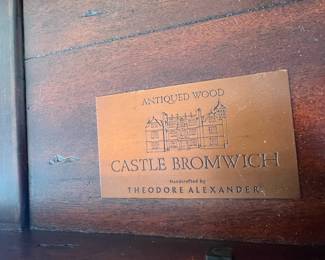 ANTIQUED WOOD
CASTLE BROMWICH
Handcrafted by
THEODORE ALEXANDER